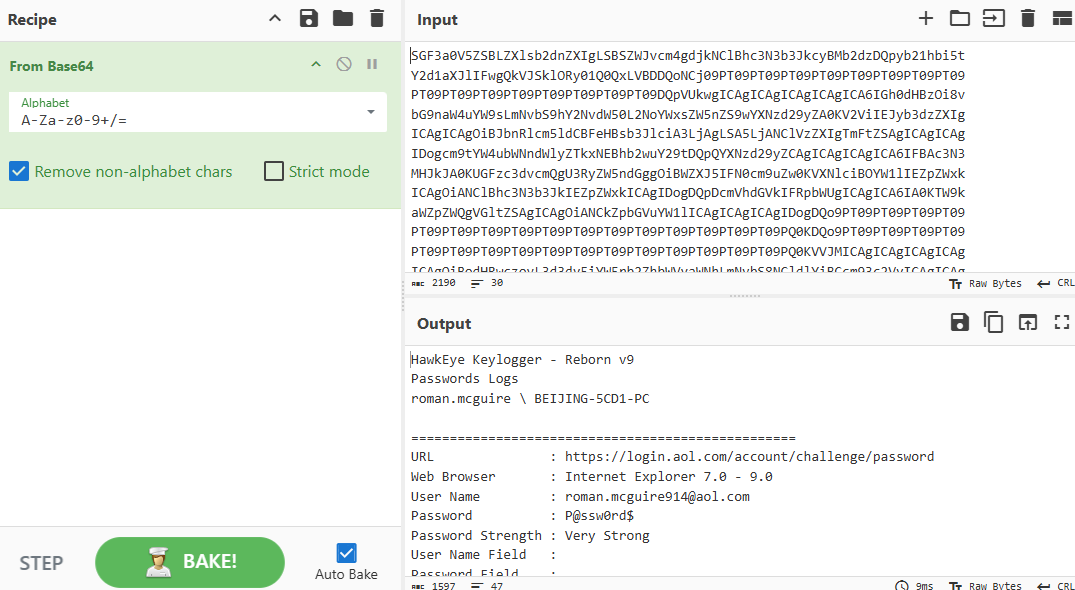 Recipe
From Base64
Alphabet
A-Za-z0-9+/=
Remove non-alphabet chars
Strict mode
STEP
BAKE!
Auto Bake
Input
SGF3a0V5ZSBLZXlsb2dnZXIgLSBSZWJvcm4gdjkNClBhc3N3b3JkcyBMb2dzDQpyb21hbi5t
Y2d1aXJlIFwgQkVJSklORy01Q0QxLVBDDQoNCj09PT09PT09PT09PT09PT09PT09PT09PT09
PT09PT09PT09PT09PT09PT09PT09PT09DQpVUkwgICAgICAgICAgICAgICA6IGh0dHBzOi8v
bG9naW4uYW9sLmNvbS9hY2NvdW50L2NoYWxsZW5nZS9wYXNzd29yZA0KV2ViIEJyb3dzZXIg
ICAgICAgOiBJbnRlcm5ldCBFeHBsb3JlciA3LjAgLSA5LjANClVzZXIgTmFtZSAgICAgICAg
IDogcm9tYW4ubWNndWlyZTkxNEBhb2wuY29tDQpQYXNzd29yZCAgICAgICAgICA6IFBAc3N3
MHJkJA0KUGFzc3dvcmQgU3RyZW5ndGggOiBWZXJ5IFN0cm9uZw0KVXNlciBOYW1lIEZpZWxk
ICAgOiANClBhc3N3b3JkIEZpZWxkICAgIDogDQpDcmVhdGVkIFRpbWUgICAgICA6IA0KTW9k
aWZpZWQgVGltZSAgICAgOiANCkZpbGVuYW1lICAgICAgICAgIDogDQo9PT09PT09PT09PT09
PT09PT09PT09PT09PT09PT09PT09PT09PT09PT09PQ0KDQo9PT09PT09PT09PT09
PT09PT09PT09PT09PT09PT09PT09PT09PT09PT09PT09PQ0KVVJMICAgICAgICAg
2190 30
Raw Bytes CRL
Output
HawkEye Keylogger - Reborn v9
Passwords Logs
roman.mcguire \ BEIJING-5CD1-PC
==================================================
URL : https://login.aol.com/account/challenge/password
Web Browser : Internet Explorer 7.0 - 9.0
User Name : roman.mcguire914@aol.com
Password : P@ssw0rd$
Password Strength : Very Strong
User Name Field :
Password Field :
1597 47
9ms Raw Bytes CRL